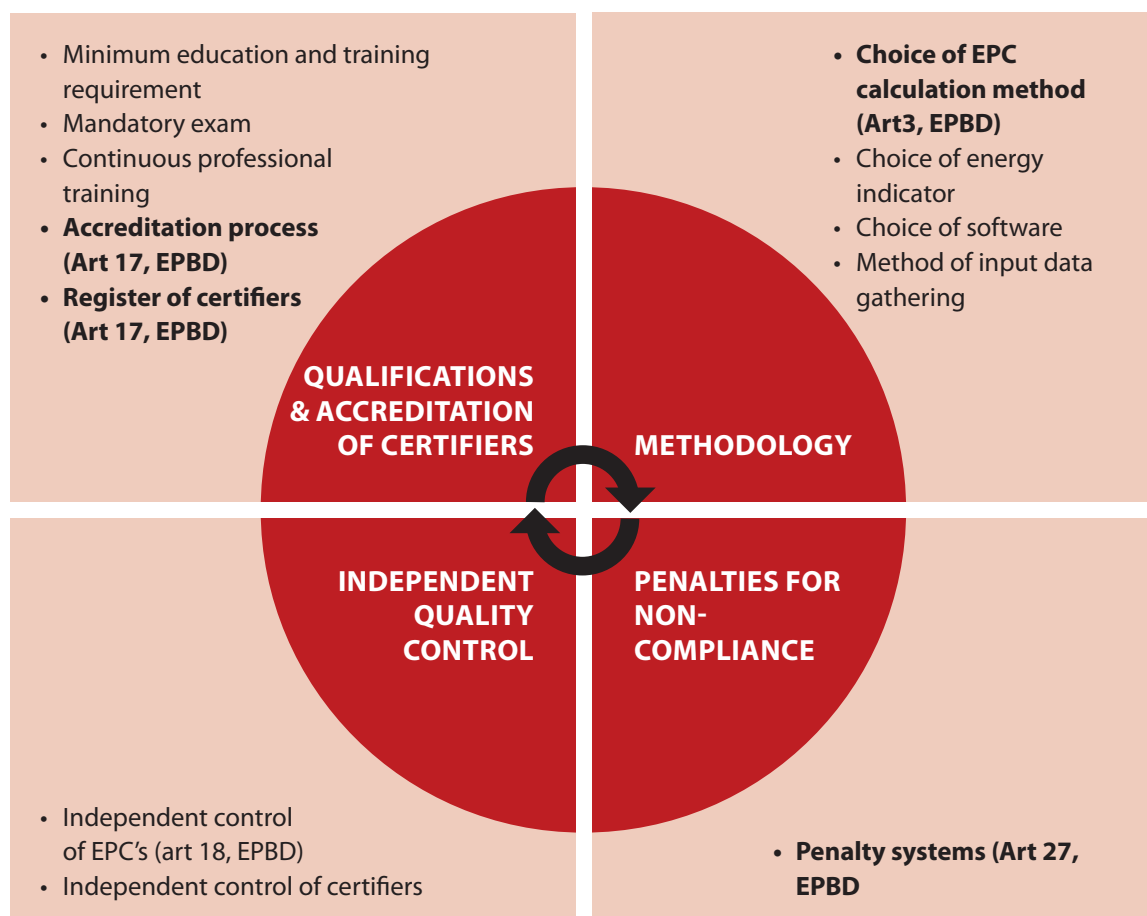 • Minimum education and training
requirement
• Mandatory exam
• Continuous professional
training
• Accreditation process
(Art 17, EPBD)
• Register of certifiers
(Art 17, EPBD)
QUALIFICATIONS
& ACCREDITATION
OF CERTIFIERS
• Choice of EPC
calculation method
(Art3, EPBD)
• Choice of energy
indicator
• Choice of software
• Method of input data
gathering
METHODOLOGY
INDEPENDENT
QUALITY
CONTROL
• Independent control
of EPC's (art 18, EPBD)
• Independent control of certifiers
PENALTIES FOR
NON-
COMPLIANCE
• Penalty systems (Art 27,
EPBD